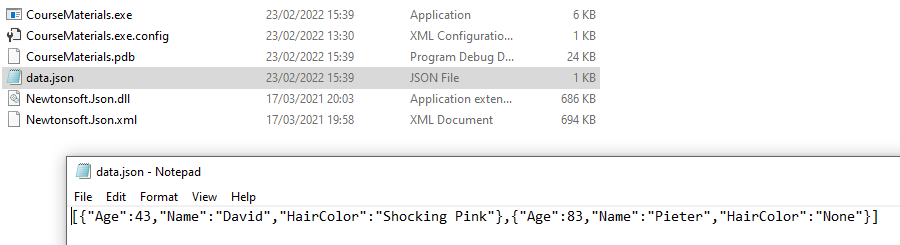 CourseMaterials.exe 23/02/2022 15:39 Application 6 KB
CourseMaterials.exe.config 23/02/2022 13:30 XML Configuratio... 1 KB
CourseMaterials.pdb 23/02/2022 15:39 Program Debug D... 24 KB
data.json 23/02/2022 15:39 JSON File 1 KB
Newtonsoft.Json.dll 17/03/2021 20:03 Application exten... 686 KB
Newtonsoft.Json.xml 17/03/2021 19:58 XML Document 694 KB
data.json - Notepad
File Edit Format View Help
[{"Age":43,"Name":"David","HairColor":"Shocking Pink"},{"Age":83,"Name":"Pieter","HairColor":"None"}]